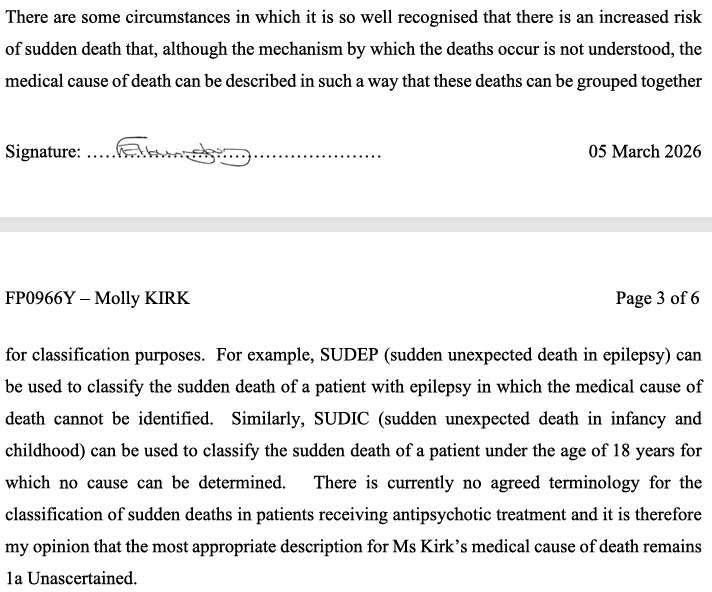 There are some circumstances in which it is so well recognised that there is an increased risk
of sudden death that, although the mechanism by which the deaths occur is not understood, the
medical cause of death can be described in such a way that these deaths can be grouped together
Signature: ............................................................ 05 March 2026
FP0966Y – Molly KIRK Page 3 of 6
for classification purposes. For example, SUDEP (sudden unexpected death in epilepsy) can
be used to classify the sudden death of a patient with epilepsy in which the medical cause of
death cannot be identified. Similarly, SUDIC (sudden unexpected death in infancy and
childhood) can be used to classify the sudden death of a patient under the age of 18 years for
which no cause can be determined. There is currently no agreed terminology for the
classification of sudden deaths in patients receiving antipsychotic treatment and it is therefore
my opinion that the most appropriate description for Ms Kirk’s medical cause of death remains
1a Unascertained.